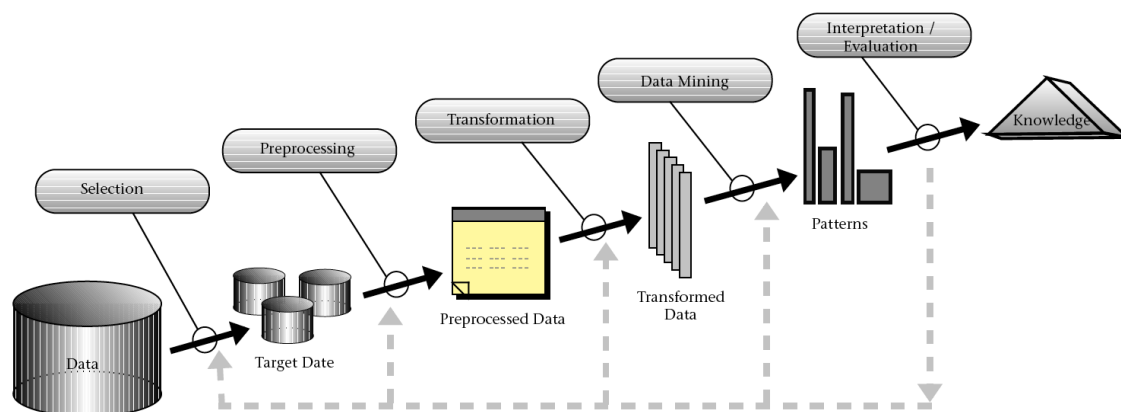 Interpretation /
Evaluation
Data Mining
Knowledge
Transformation
Preprocessing
Selection
Patterns
Transformed
Data
Preprocessed Data
Target Date
Data